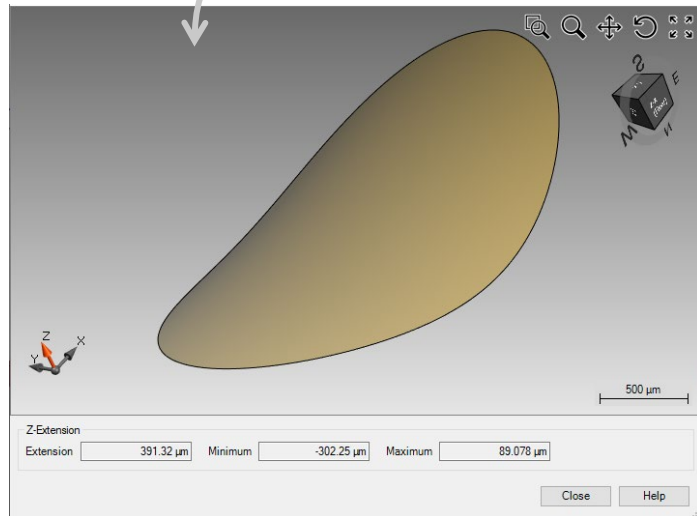 S
E
W
N
Z
X
Y
500 µm
Z-Extension
Extension 391.32 µm Minimum -302.25 µm Maximum 89.078 µm
Close Help